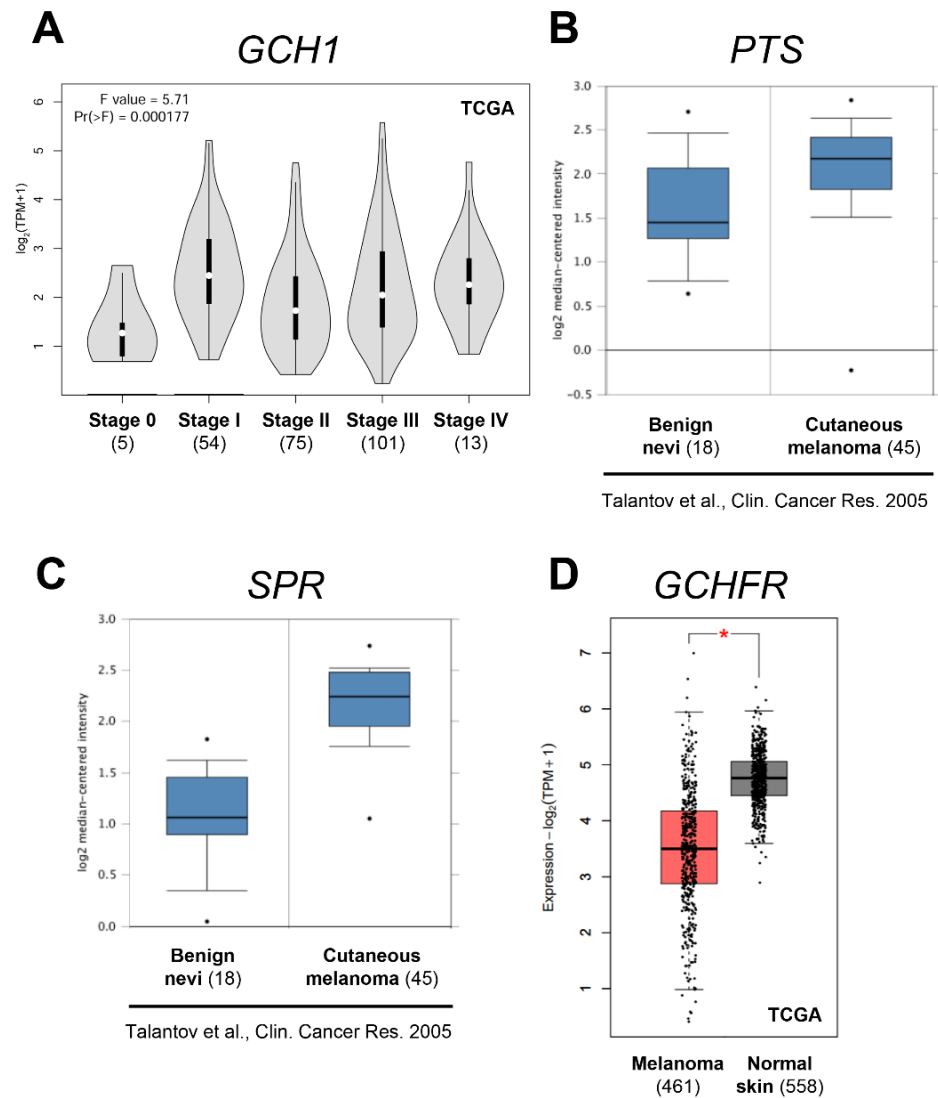 A
GCH1
F value = 5.71
Pr(>F) = 0.000177
TCGA
log₂(TPM+1)
6
5
4
3
2
1
Stage 0 Stage I Stage II Stage III Stage IV
(5) (54) (75) (101) (13)
B
PTS
log2 median-centered intensity
3.0
2.5
2.0
1.5
1.0
0.5
0.0
−0.5
Benign Cutaneous
nevi (18) melanoma (45)
Talantov et al., Clin. Cancer Res. 2005
C
SPR
log2 median-centered intensity
3.0
2.5
2.0
1.5
1.0
0.5
0.0
Benign Cutaneous
nevi (18) melanoma (45)
Talantov et al., Clin. Cancer Res. 2005
D
GCHFR
*
Expression – log₂(TPM + 1)
7
6
5
4
3
2
1
TCGA
Melanoma Normal
(461) skin (558)